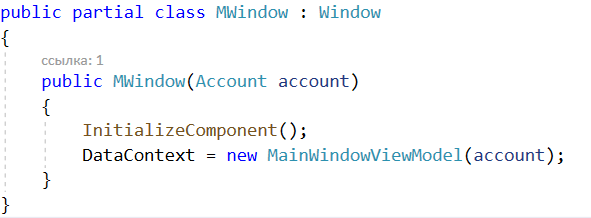 public partial class MWindow : Window
{
ссылка: 1
public MWindow(Account account)
{
InitializeComponent();
DataContext = new MainWindowViewModel(account);
}
}